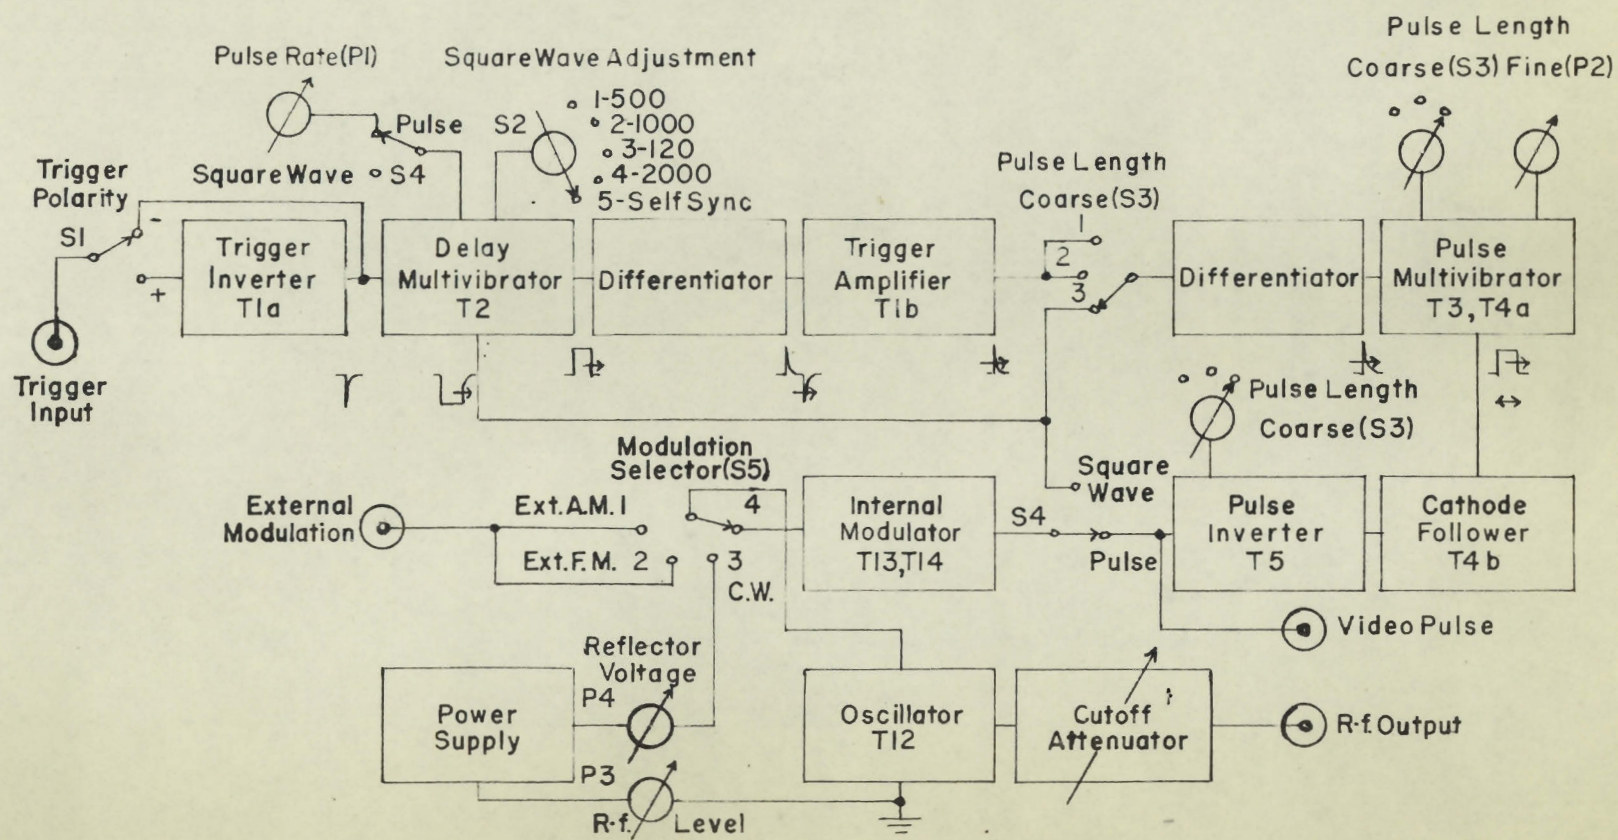 Pulse Length
Coarse(S3) Fine(P2)
Pulse Rate(P1)
Square Wave Adjustment
1-500
2-1000
3-120
4-2000
5-Self Sync
S2
Pulse
Square Wave
S4
Trigger
Polarity
S1
-
+
Trigger
Input
Trigger
Inverter
T1a
Delay
Multivibrator
T2
Differentiator
Trigger
Amplifier
T1b
Pulse Length
Coarse(S3)
1
2
3
Differentiator
Pulse
Multivibrator
T3, T4a
Pulse Length
Coarse(S3)
Modulation
Selector(S5)
External
Modulation
Ext. A.M. 1
Ext. F.M. 2
3
C.W.
4
Internal
Modulator
T13,T14
S4
Square
Wave
Pulse
Pulse
Inverter
T5
Cathode
Follower
T4b
Video Pulse
Reflector
Voltage
P4
Power
Supply
P3
R-f. Level
Oscillator
T12
Cutoff
Attenuator
R-f. Output